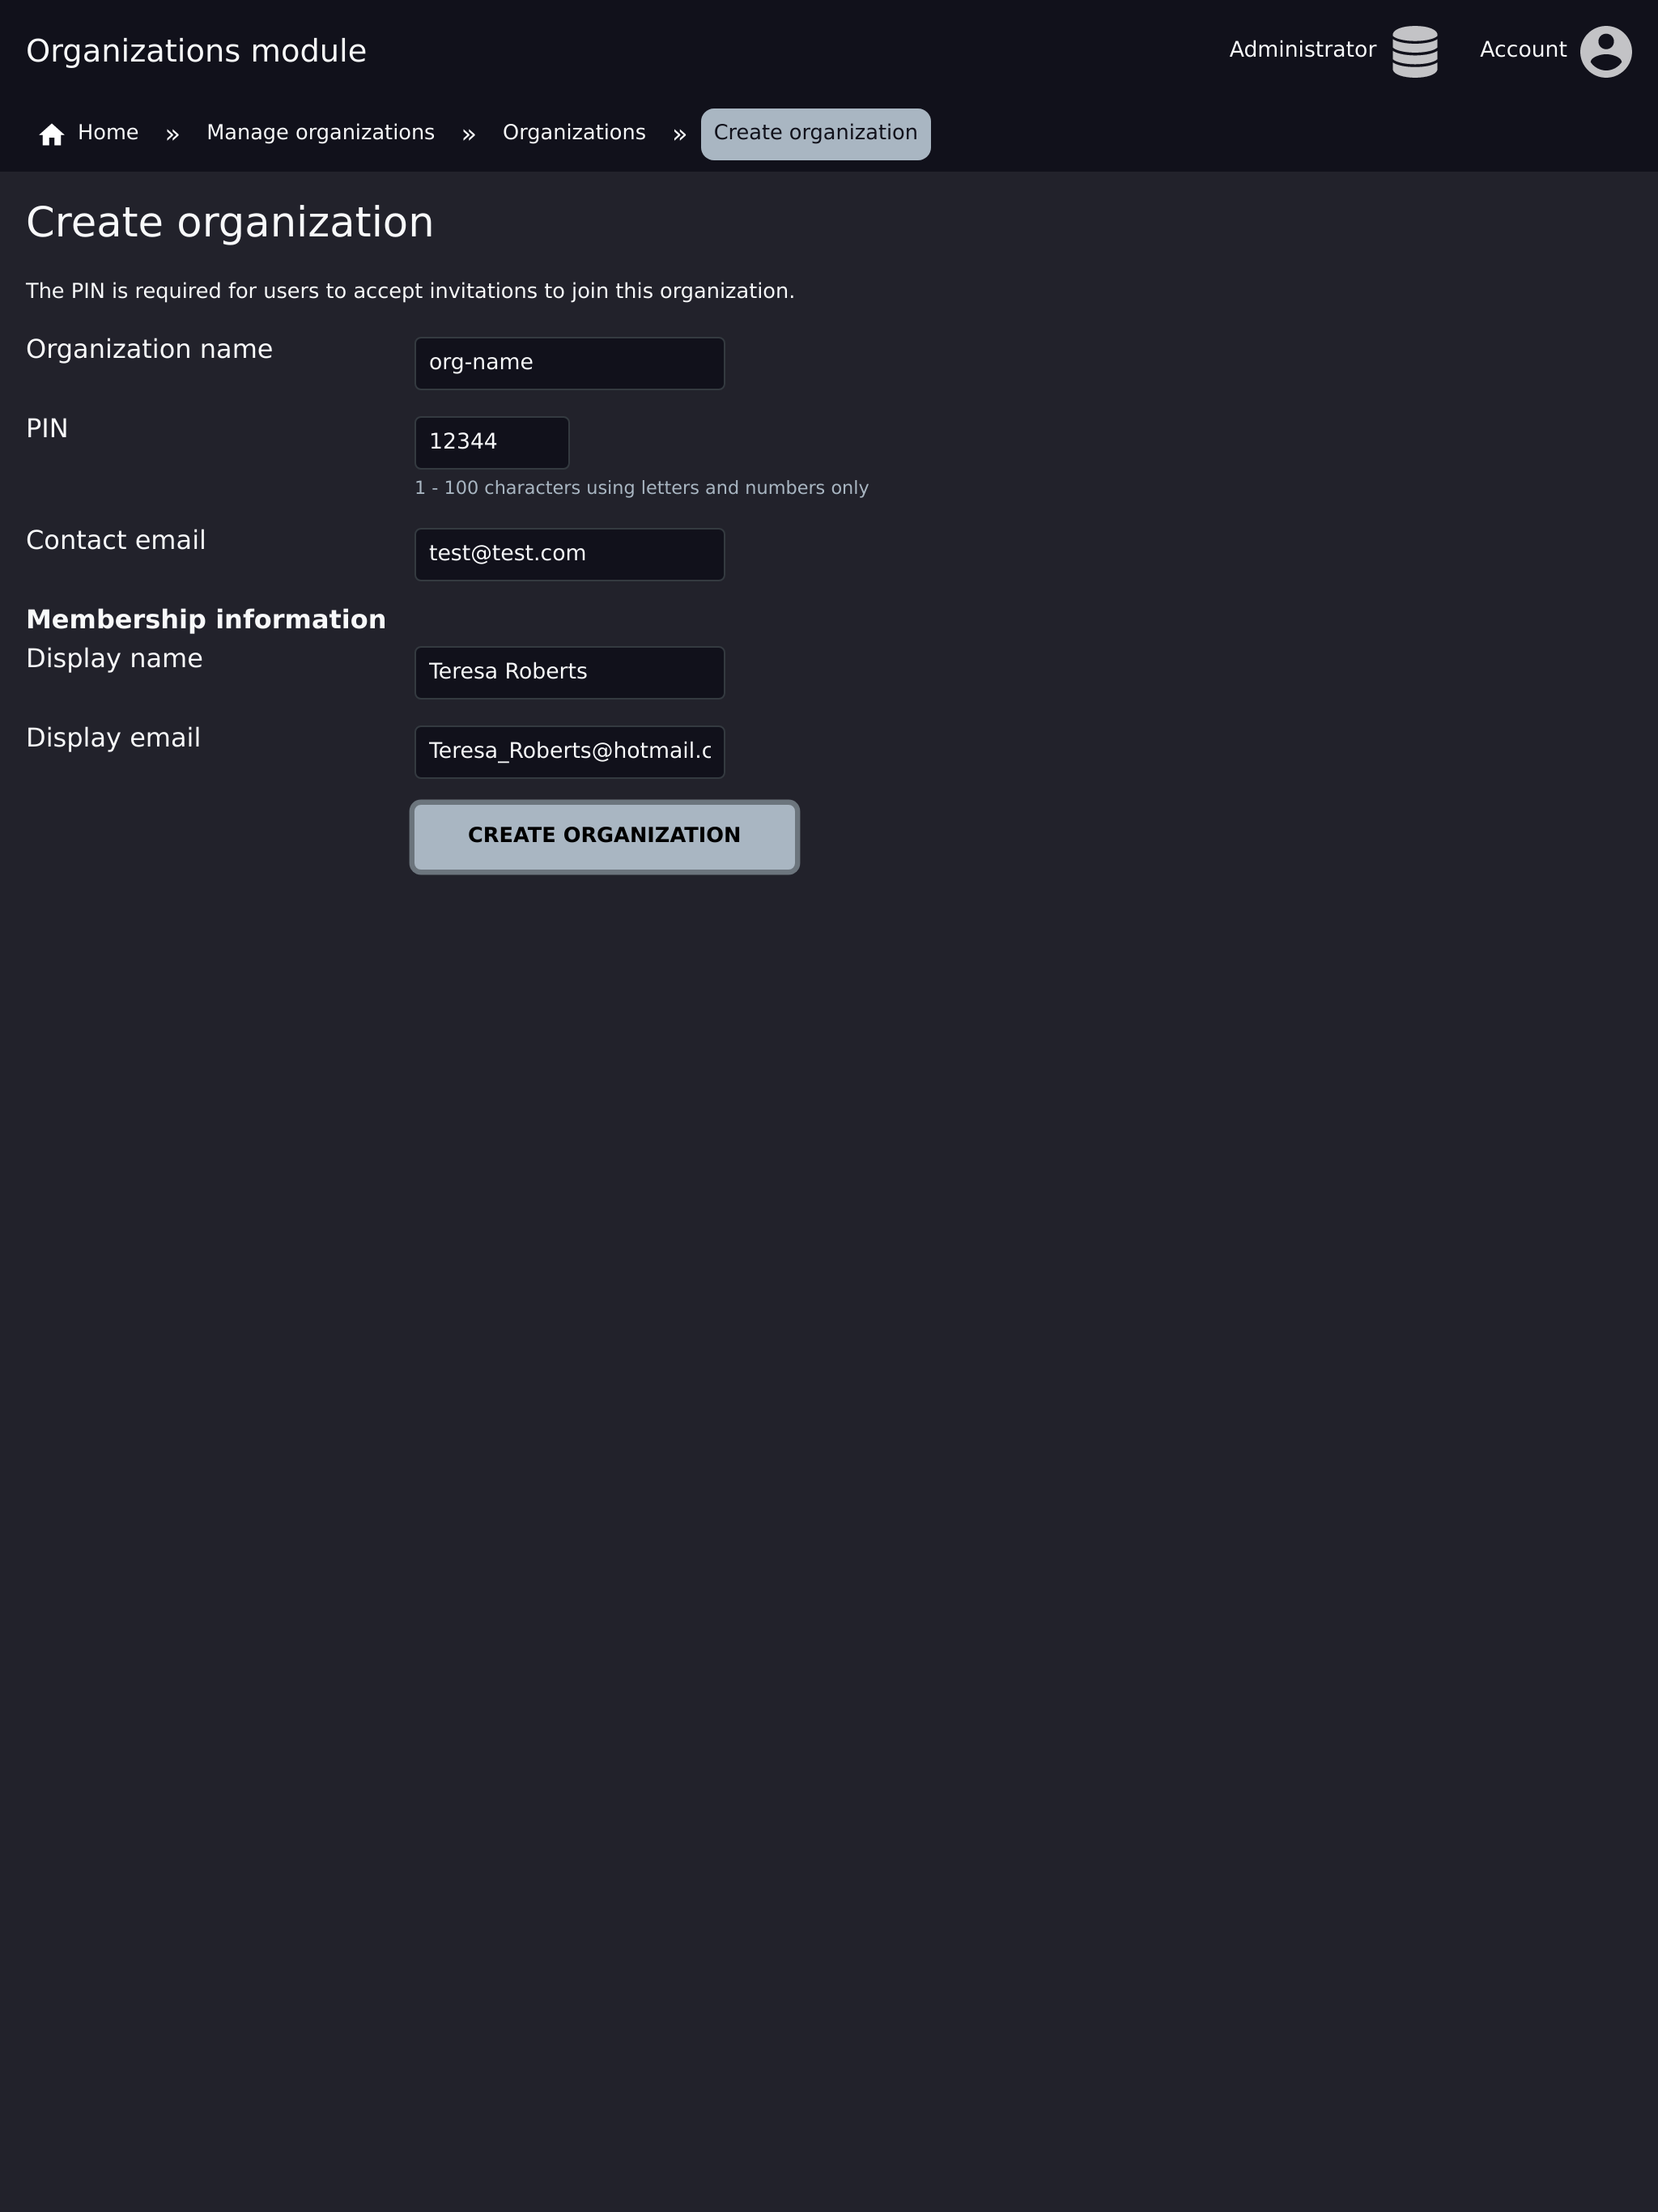 Organizations module
Administrator
Account
Home » Manage organizations » Organizations » Create organization
Create organization
The PIN is required for users to accept invitations to join this organization.
Organization name
org-name
PIN
12344
1 - 100 characters using letters and numbers only
Contact email
test@test.com
Membership information
Display name
Teresa Roberts
Display email
Teresa_Roberts@hotmail.c
CREATE ORGANIZATION